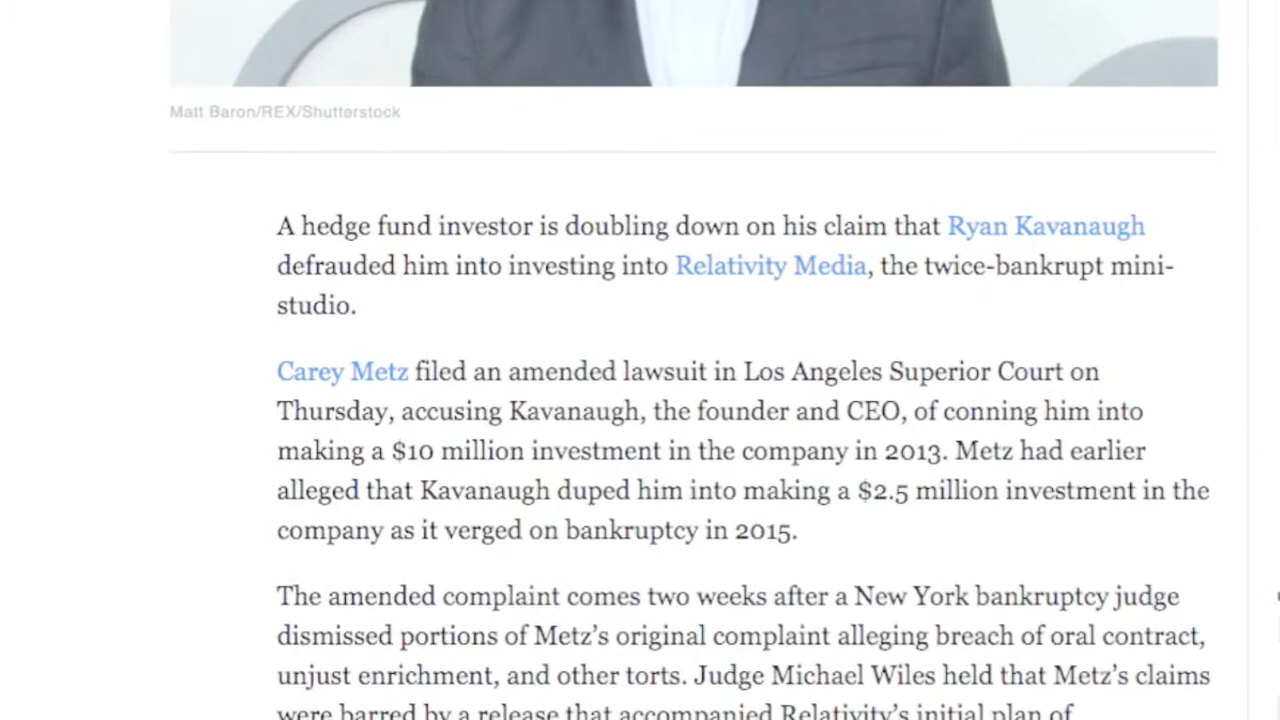 Matt Baron/REX/Shutterstock
A hedge fund investor is doubling down on his claim that Ryan Kavanaugh
defrauded him into investing into Relativity Media, the twice-bankrupt mini-
studio.
Carey Metz filed an amended lawsuit in Los Angeles Superior Court on
Thursday, accusing Kavanaugh, the founder and CEO, of conning him into
making a $10 million investment in the company in 2013. Metz had earlier
alleged that Kavanaugh duped him into making a $2.5 million investment in the
company as it verged on bankruptcy in 2015.
The amended complaint comes two weeks after a New York bankruptcy judge
dismissed portions of Metz’s original complaint alleging breach of oral contract,
unjust enrichment, and other torts. Judge Michael Wiles held that Metz’s claims
were barred by a release that accompanied Relativity’s initial plan of